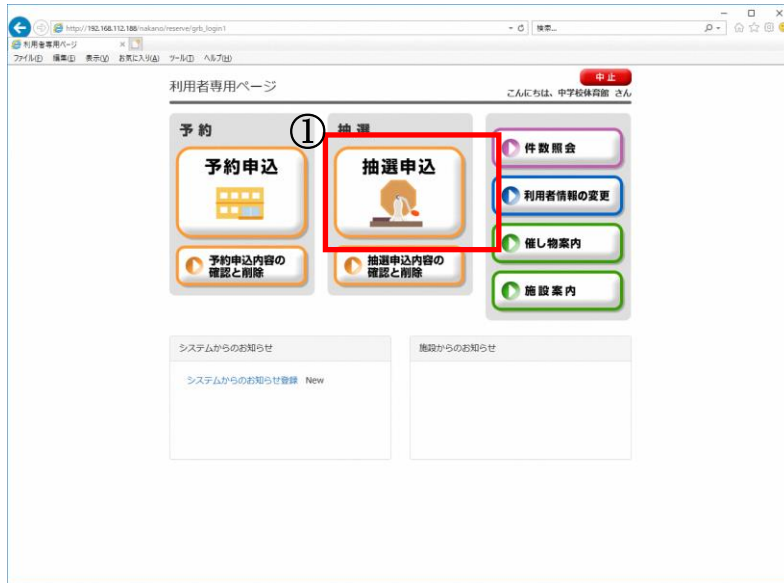 http://192.168.112.188/nakano/reserve/grb_login1
検索...
利用者専用ページ
ファイル(F) 編集(E) 表示(V) お気に入り(A) ツール(T) ヘルプ(H)
利用者専用ページ
中止
こんにちは、中学校体育館 さん
予約
①
抽選
予約申込
抽選申込
予約申込内容の
確認と削除
抽選申込内容の
確認と削除
件数照会
利用者情報の変更
催し物案内
施設案内
システムからのお知らせ
システムからのお知らせ登録 New
施設からのお知らせ